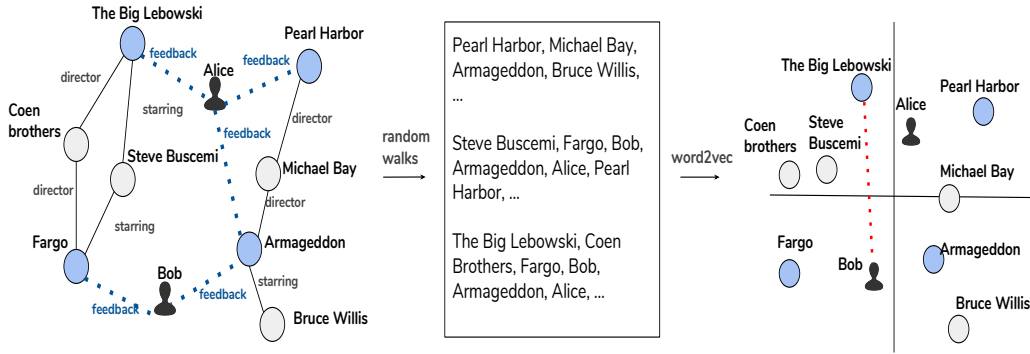 The Big Lebowski
feedback
feedback
Pearl Harbor
Alice
director
starring
Coen
brothers
feedback
director
Steve Buscemi
Michael Bay
director
director
starring
Fargo
Armageddon
Bob
feedback
feedback
starring
Bruce Willis
random
walks
Pearl Harbor, Michael Bay,
Armageddon, Bruce Willis,
...
Steve Buscemi, Fargo, Bob,
Armageddon, Alice, Pearl
Harbor, ...
The Big Lebowski, Coen
Brothers, Fargo, Bob,
Armageddon, Alice, ...
word2vec
The Big Lebowski
Pearl Harbor
Alice
Coen
brothers
Steve
Buscemi
Michael Bay
Fargo
Bob
Armageddon
Bruce Willis